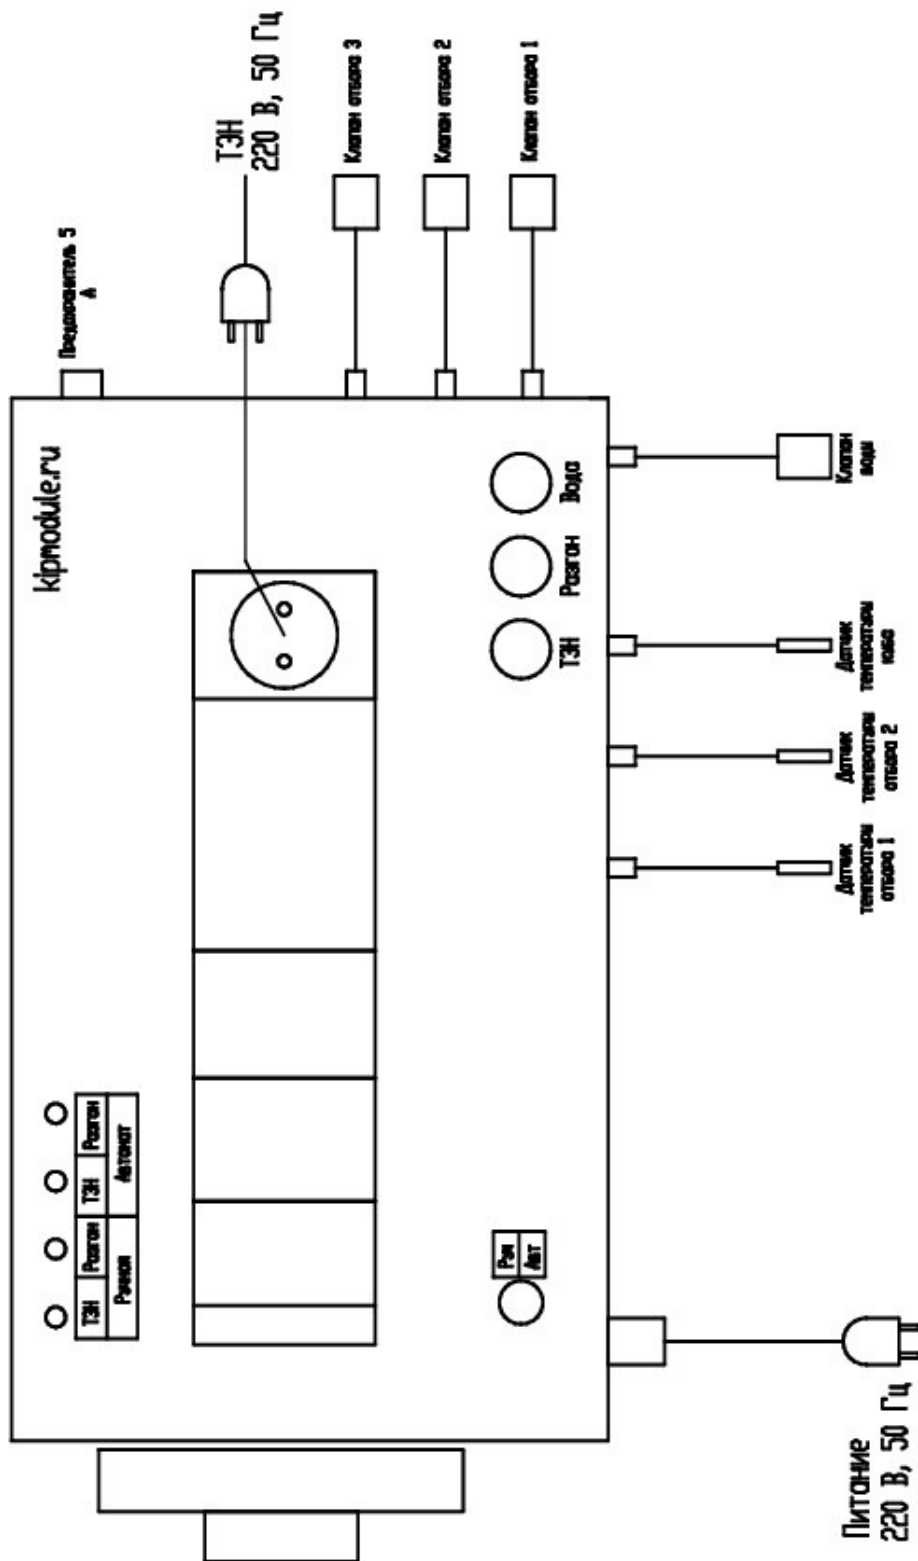 Предохранитель 5
А
ТЭН
220 В, 50 Гц
Клапан отбора 3
Клапан отбора 2
Клапан отбора 1
kipmodule.ru
ТЭН
Разгон
ТЭН
Разгон
Ручной
Автомат
Руч
Авт
ТЭН
Разгон
Вода
Питание
220 В, 50 Гц
Датчик
температуры
отбора 1
Датчик
температуры
отбора 2
Датчик
температуры
куба
Клапан
воды